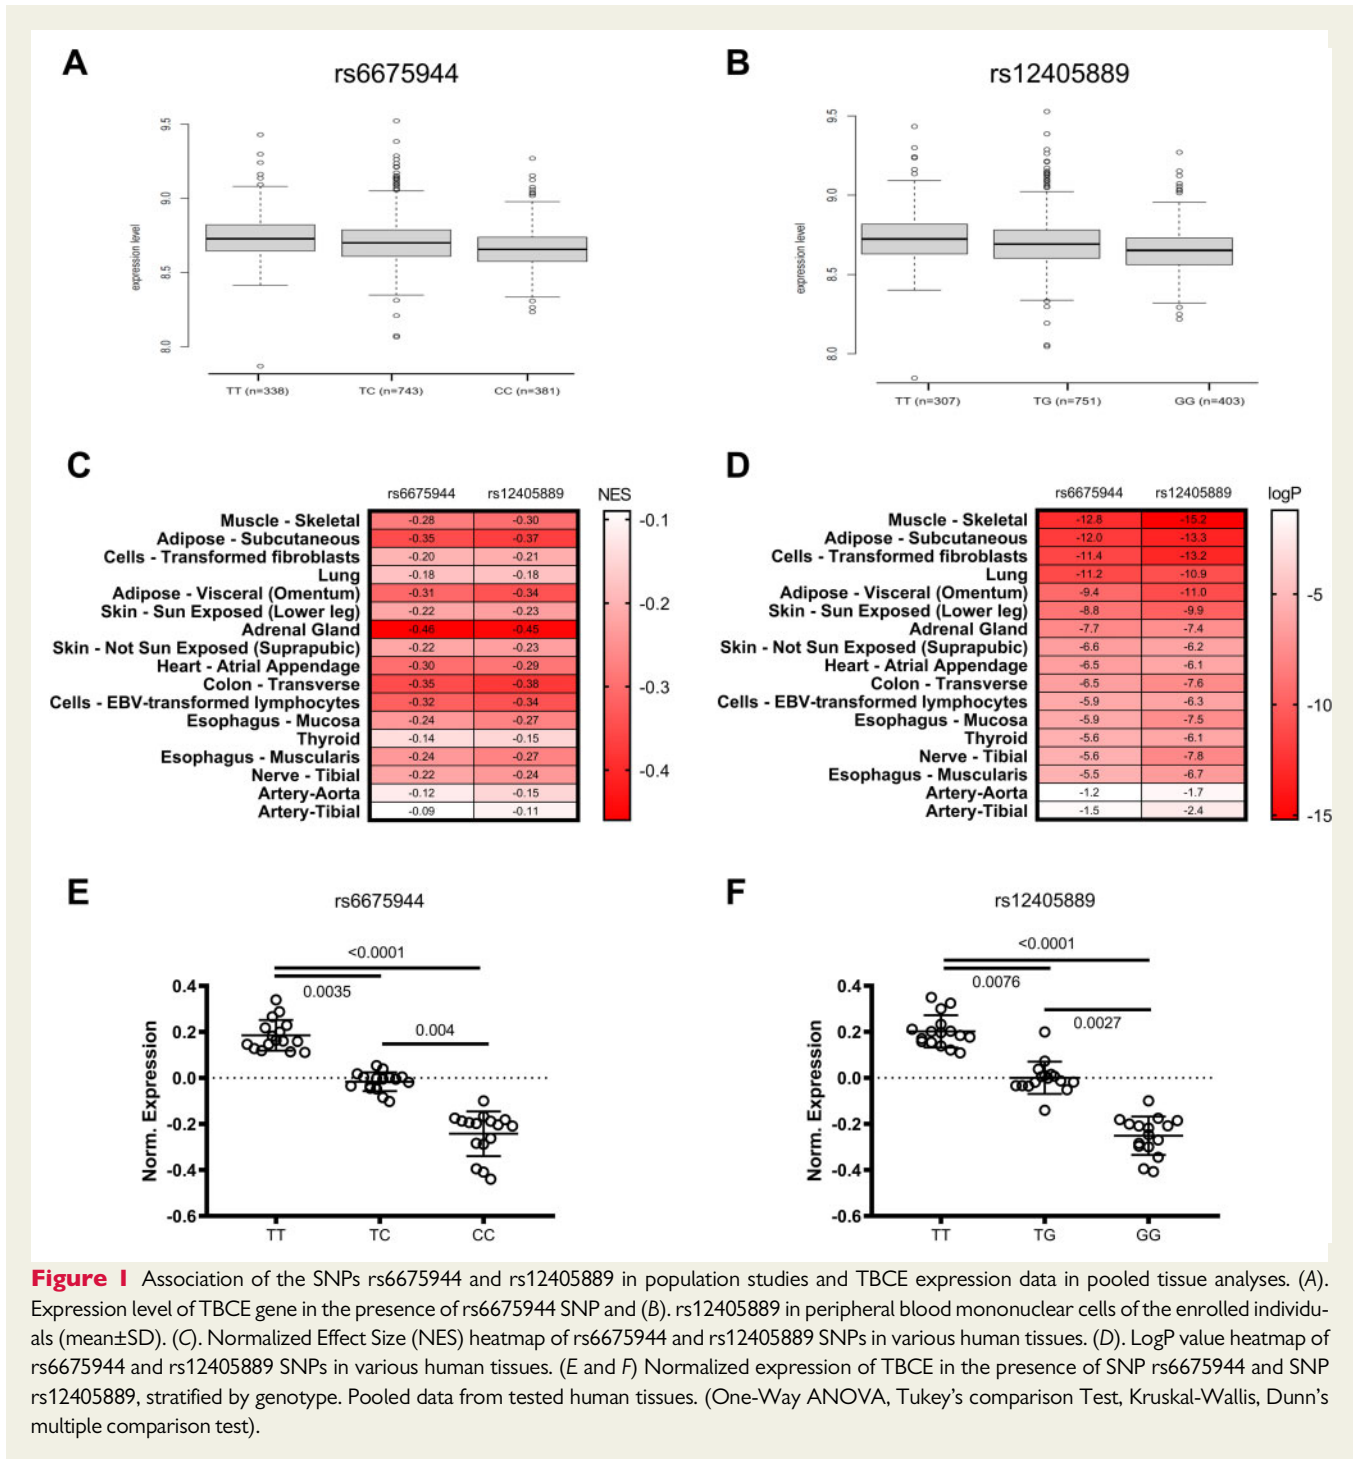 A
rs6675944
9.5
9.0
8.5
8.0
expression level
TT (n=338)
TC (n=743)
CC (n=381)
B
rs12405889
9.5
9.0
8.5
8.0
expression level
TT (n=307)
TG (n=751)
GG (n=403)
C
rs6675944 rs12405889 NES
Muscle - Skeletal -0.28 -0.30
Adipose - Subcutaneous -0.35 -0.37
Cells - Transformed fibroblasts -0.20 -0.21
Lung -0.18 -0.18
Adipose - Visceral (Omentum) -0.31 -0.34
Skin - Sun Exposed (Lower leg) -0.22 -0.23
Adrenal Gland -0.46 -0.45
Skin - Not Sun Exposed (Suprapubic) -0.22 -0.23
Heart - Atrial Appendage -0.30 -0.29
Colon - Transverse -0.35 -0.38
Cells - EBV-transformed lymphocytes -0.32 -0.34
Esophagus - Mucosa -0.24 -0.27
Thyroid -0.14 -0.15
Esophagus - Muscularis -0.24 -0.27
Nerve - Tibial -0.22 -0.24
Artery-Aorta -0.12 -0.15
Artery-Tibial -0.09 -0.11
-0.1
-0.2
-0.3
-0.4
D
rs6675944 rs12405889 logP
Muscle - Skeletal -12.8 -15.2
Adipose - Subcutaneous -12.0 -13.3
Cells - Transformed fibroblasts -11.4 -13.2
Lung -11.2 -10.9
Adipose - Visceral (Omentum) -9.4 -11.0
Skin - Sun Exposed (Lower leg) -8.8 -9.9
Adrenal Gland -7.7 -7.4
Skin - Not Sun Exposed (Suprapubic) -6.6 -6.2
Heart - Atrial Appendage -6.5 -6.1
Colon - Transverse -6.5 -7.6
Cells - EBV-transformed lymphocytes -5.9 -6.3
Esophagus - Mucosa -5.9 -7.5
Thyroid -5.6 -6.1
Nerve - Tibial -5.6 -7.8
Esophagus - Muscularis -5.5 -6.7
Artery-Aorta -1.2 -1.7
Artery-Tibial -1.5 -2.4
-5
-10
-15
E
rs6675944
<0.0001
0.0035
0.004
0.4
0.2
0.0
-0.2
-0.4
-0.6
Norm. Expression
TT
TC
CC
F
rs12405889
<0.0001
0.0076
0.0027
0.4
0.2
0.0
-0.2
-0.4
-0.6
Norm. Expression
TT
TG
GG
Figure 1 Association of the SNPs rs6675944 and rs12405889 in population studies and TBCE expression data in pooled tissue analyses. (A).
Expression level of TBCE gene in the presence of rs6675944 SNP and (B). rs12405889 in peripheral blood mononuclear cells of the enrolled individu-
als (mean±SD). (C). Normalized Effect Size (NES) heatmap of rs6675944 and rs12405889 SNPs in various human tissues. (D). LogP value heatmap of
rs6675944 and rs12405889 SNPs in various human tissues. (E and F) Normalized expression of TBCE in the presence of SNP rs6675944 and SNP
rs12405889, stratified by genotype. Pooled data from tested human tissues. (One-Way ANOVA, Tukey's comparison Test, Kruskal-Wallis, Dunn's
multiple comparison test).